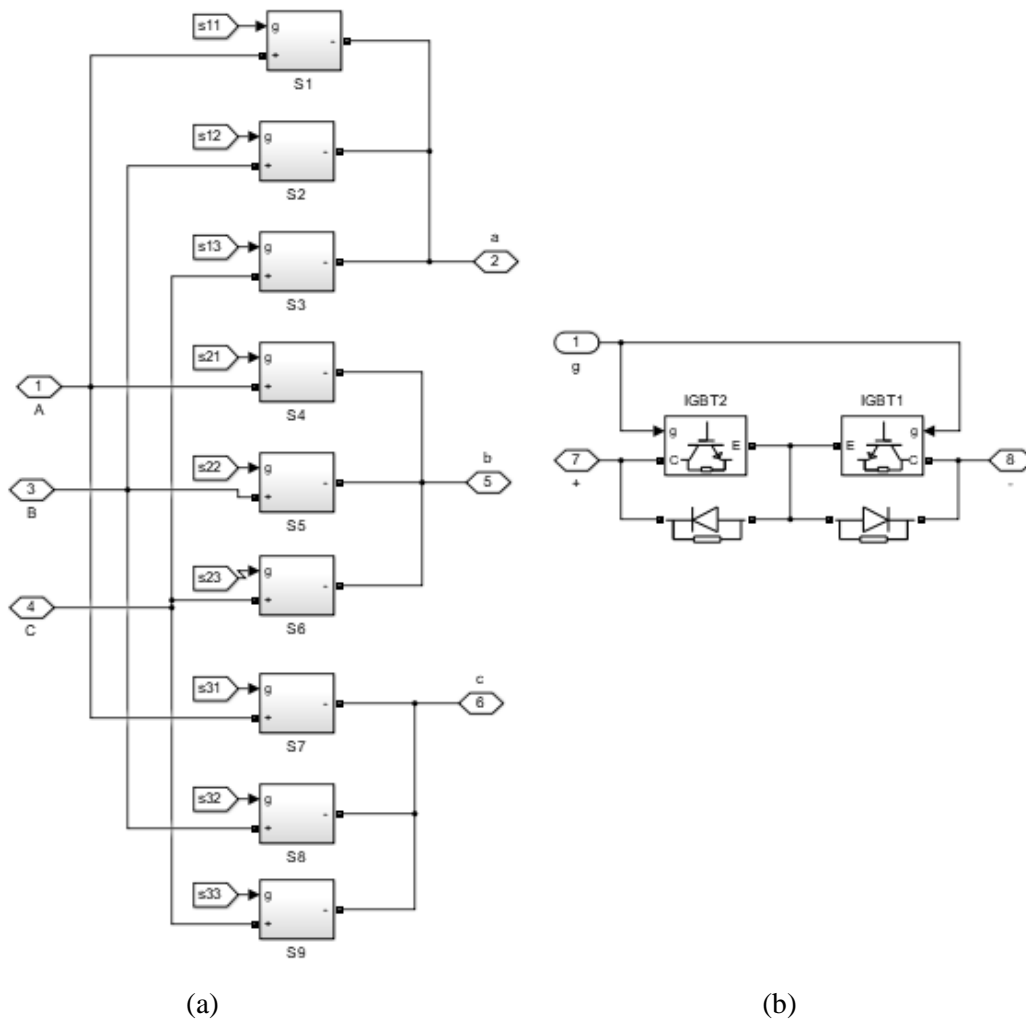 s11
g
-
+
S1
s12
g
-
+
S2
s13
g
-
+
S3
a
2
s21
g
-
+
S4
1
A
s22
g
-
+
S5
b
5
3
B
s23
g
-
+
S6
4
C
s31
g
-
+
S7
c
6
s32
g
-
+
S8
s33
g
-
+
S9
(a)
1
g
IGBT2
IGBT1
g
E
C
E
g
C
7
+
8
-
(b)